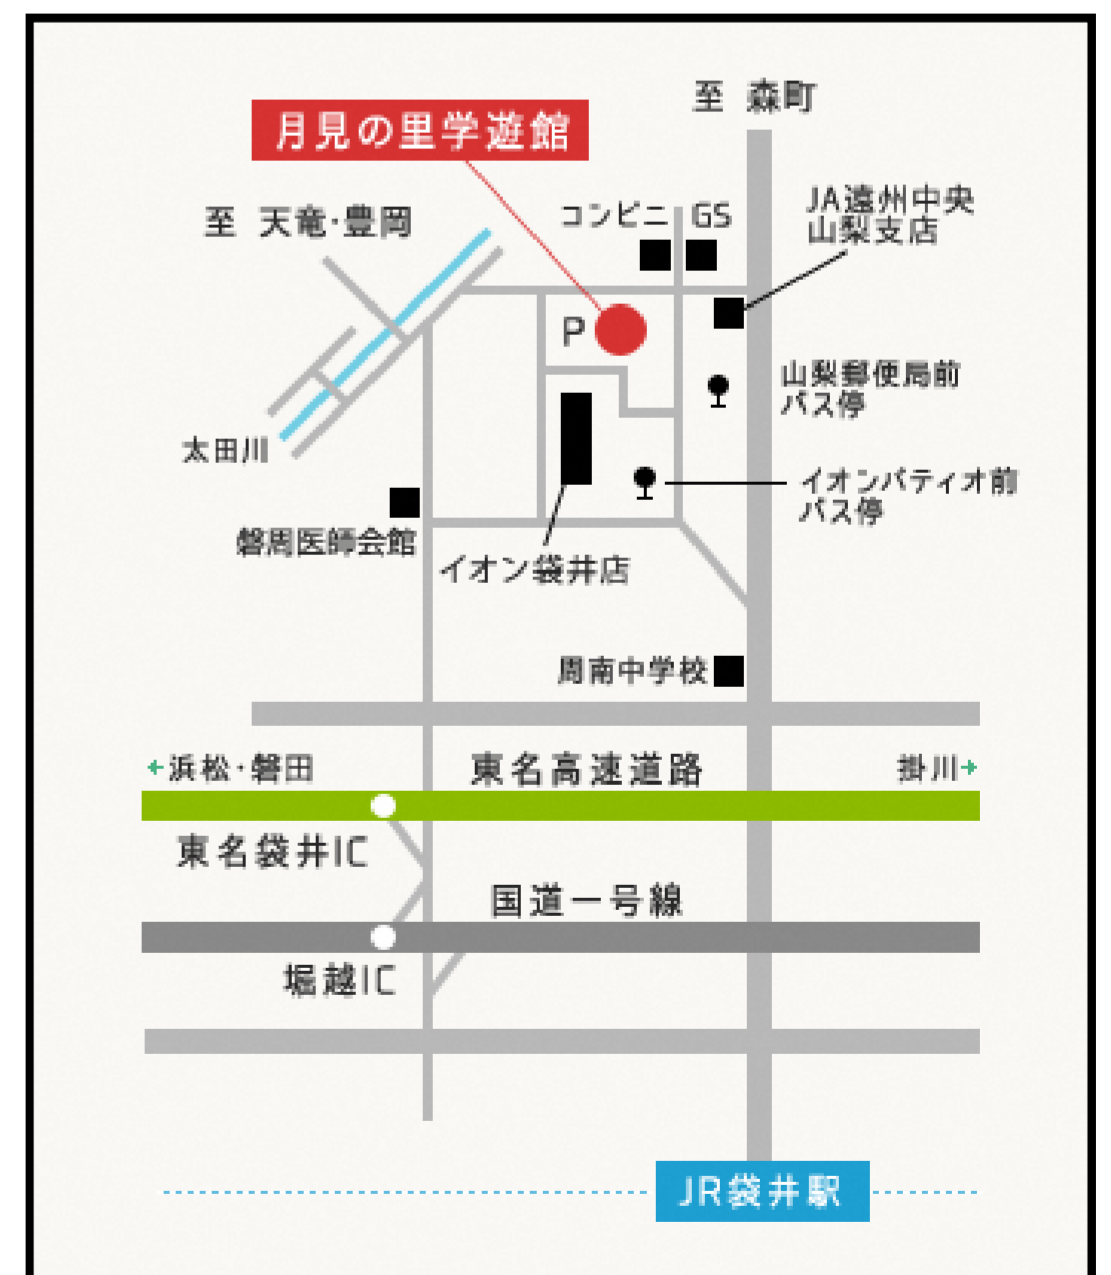 至 森町
月見の里学遊館
JA遠州中央
山梨支店
至 天竜・豊岡
コンビニ
GS
P
山梨郵便局前
バス停
太田川
イオンパティオ前
バス停
磐周医師会館
イオン袋井店
周南中学校
←浜松・磐田
東名高速道路
掛川→
東名袋井IC
国道一号線
堀越IC
JR袋井駅